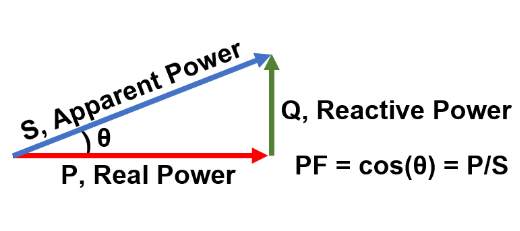 S, Apparent Power
θ
P, Real Power
Q, Reactive Power
PF = cos(θ) = P/S